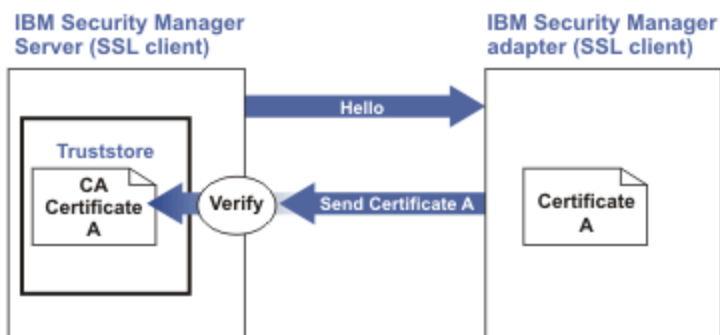 IBM Security Manager
Server (SSL client)
IBM Security Manager
adapter (SSL client)
Hello
Truststore
CA
Certificate
A
Verify
Send Certificate A
Certificate
A